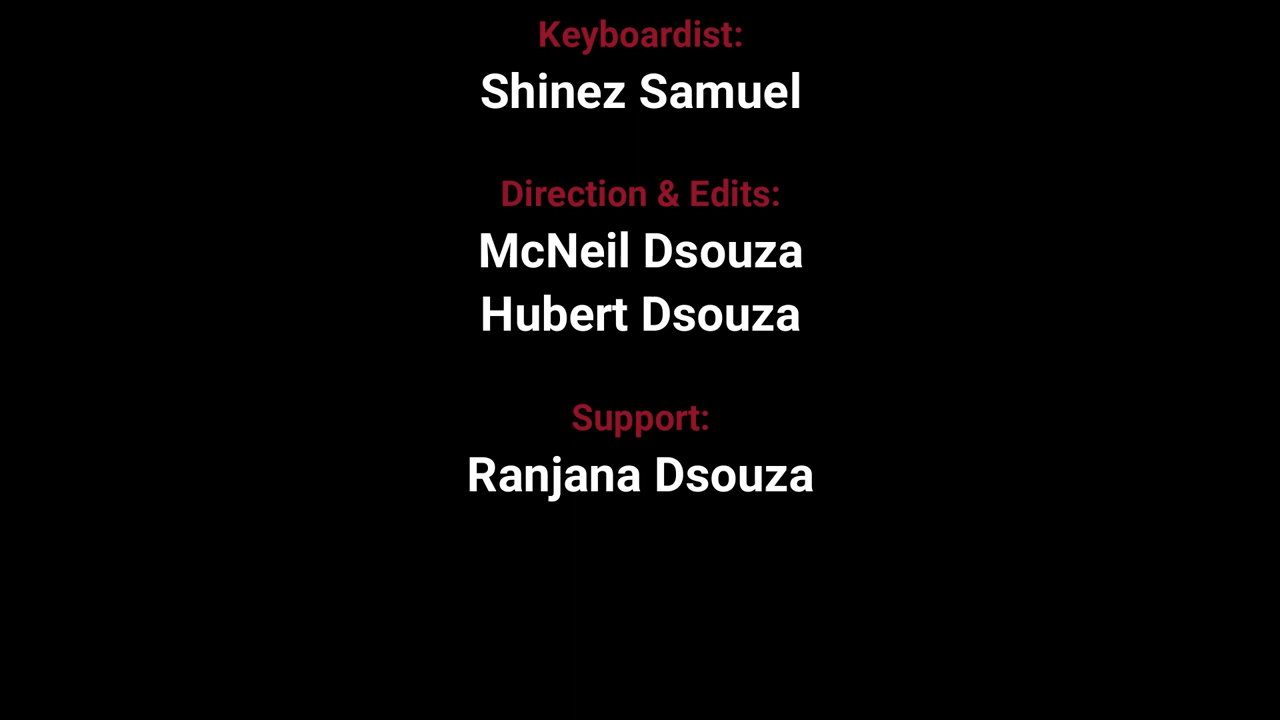 Keyboardist:
Shinez Samuel
Direction & Edits:
McNeil Dsouza
Hubert Dsouza
Support:
Ranjana Dsouza